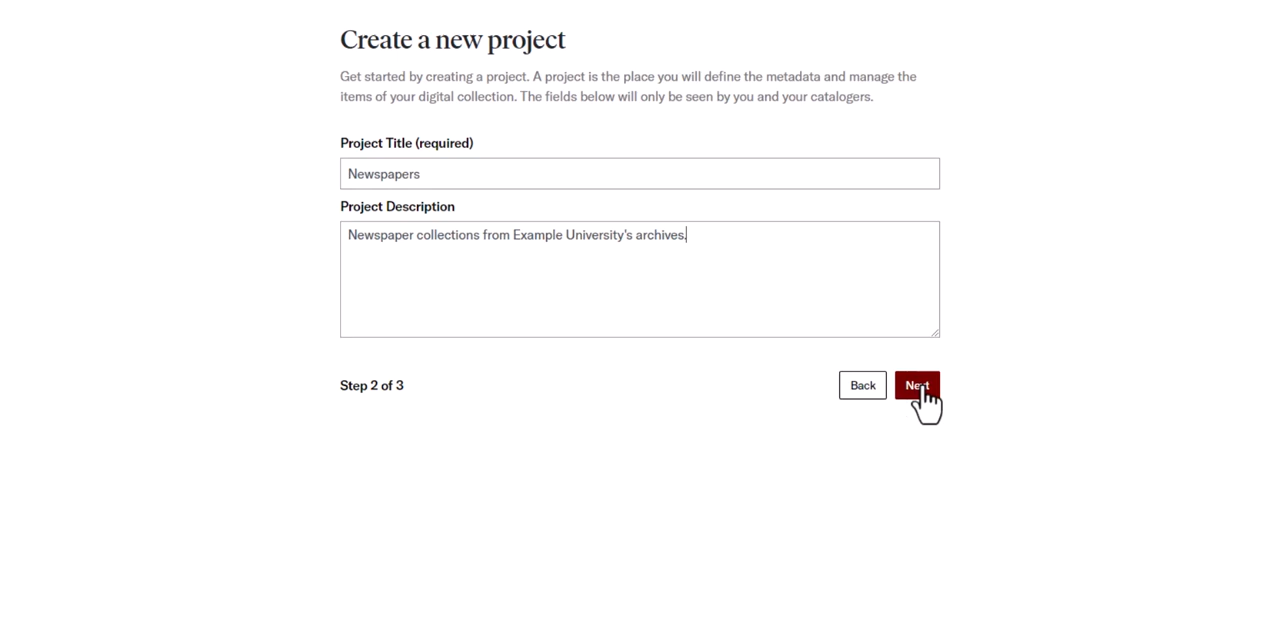 Create a new project
Get started by creating a project. A project is the place you will define the metadata and manage the
items of your digital collection. The fields below will only be seen by you and your catalogers.
Project Title (required)
Newspapers
Project Description
Newspaper collections from Example University's archives.
Step 2 of 3
Back
Next